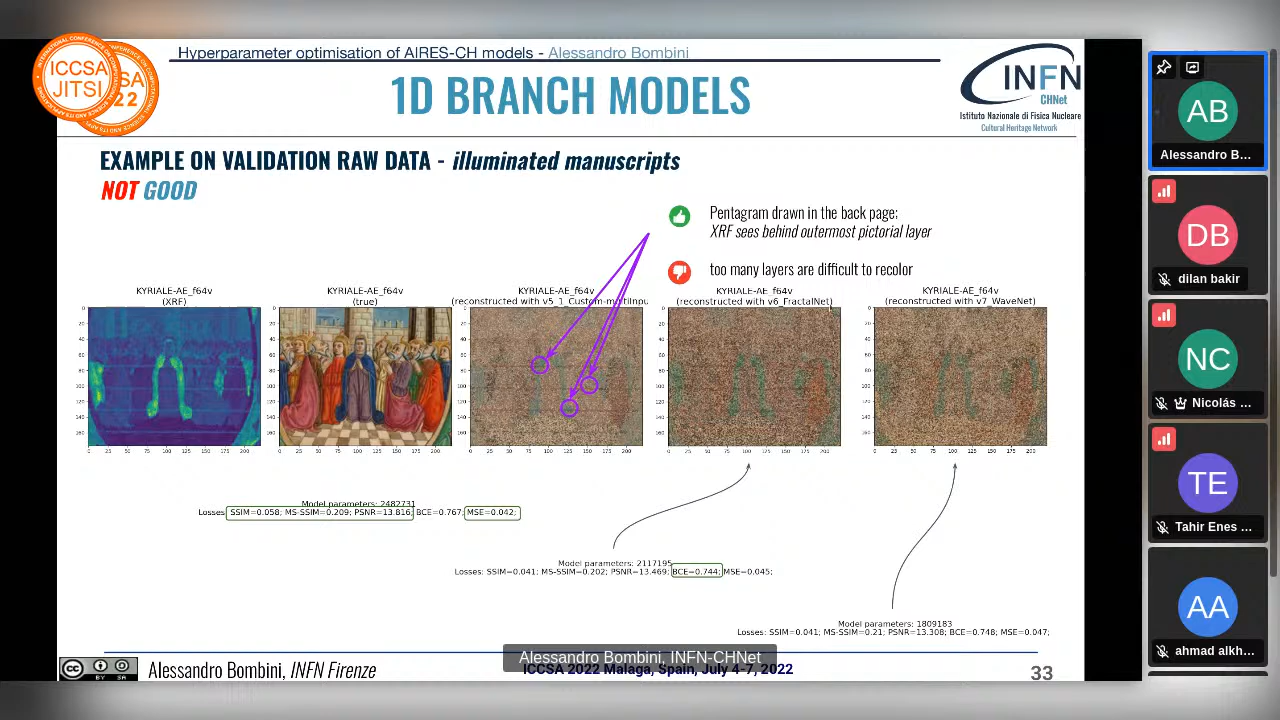 Hyperparameter optimisation of AIRES-CH models - Alessandro Bombini
ICCSA
JITSI
1D BRANCH MODELS
INFN
CHNet
Istituto Nazionale di Fisica Nucleare
Cultural Heritage Network
EXAMPLE ON VALIDATION RAW DATA - illuminated manuscripts
NOT GOOD
Pentagram drawn in the back page;
XRF sees behind outermost pictorial layer
too many layers are difficult to recolor
KYRIALE-AE_f64v
(XRF)
KYRIALE-AE_f64v
(true)
KYRIALE-AE_f64v
(reconstructed with v5_1_Custom-multiInpu
KYRIALE-AE_f64v
(reconstructed with v6_FractalNet)
KYRIALE-AE_f64v
(reconstructed with v7_WaveNet)
Model parameters: 2482731
Losses SSIM=0.058; MS-SSIM=0.209; PSNR=13.816; BCE=0.767; MSE=0.042;
Model parameters: 2117195
Losses: SSIM=0.041; MS-SSIM=0.202; PSNR=13.469; BCE=0.744; MSE=0.045;
Model parameters: 1809183
Losses: SSIM=0.041; MS-SSIM=0.21; PSNR=13.308; BCE=0.748; MSE=0.047;
Alessandro Bombini, INFN Firenze
Alessandro Bombini, INFN-CHNet
ICCSA 2022 Malaga, Spain, July 4-7, 2022
33
AB
Alessandro B...
DB
dilan bakir
NC
Nicolás ...
TE
Tahir Enes ...
AA
ahmad alkh...